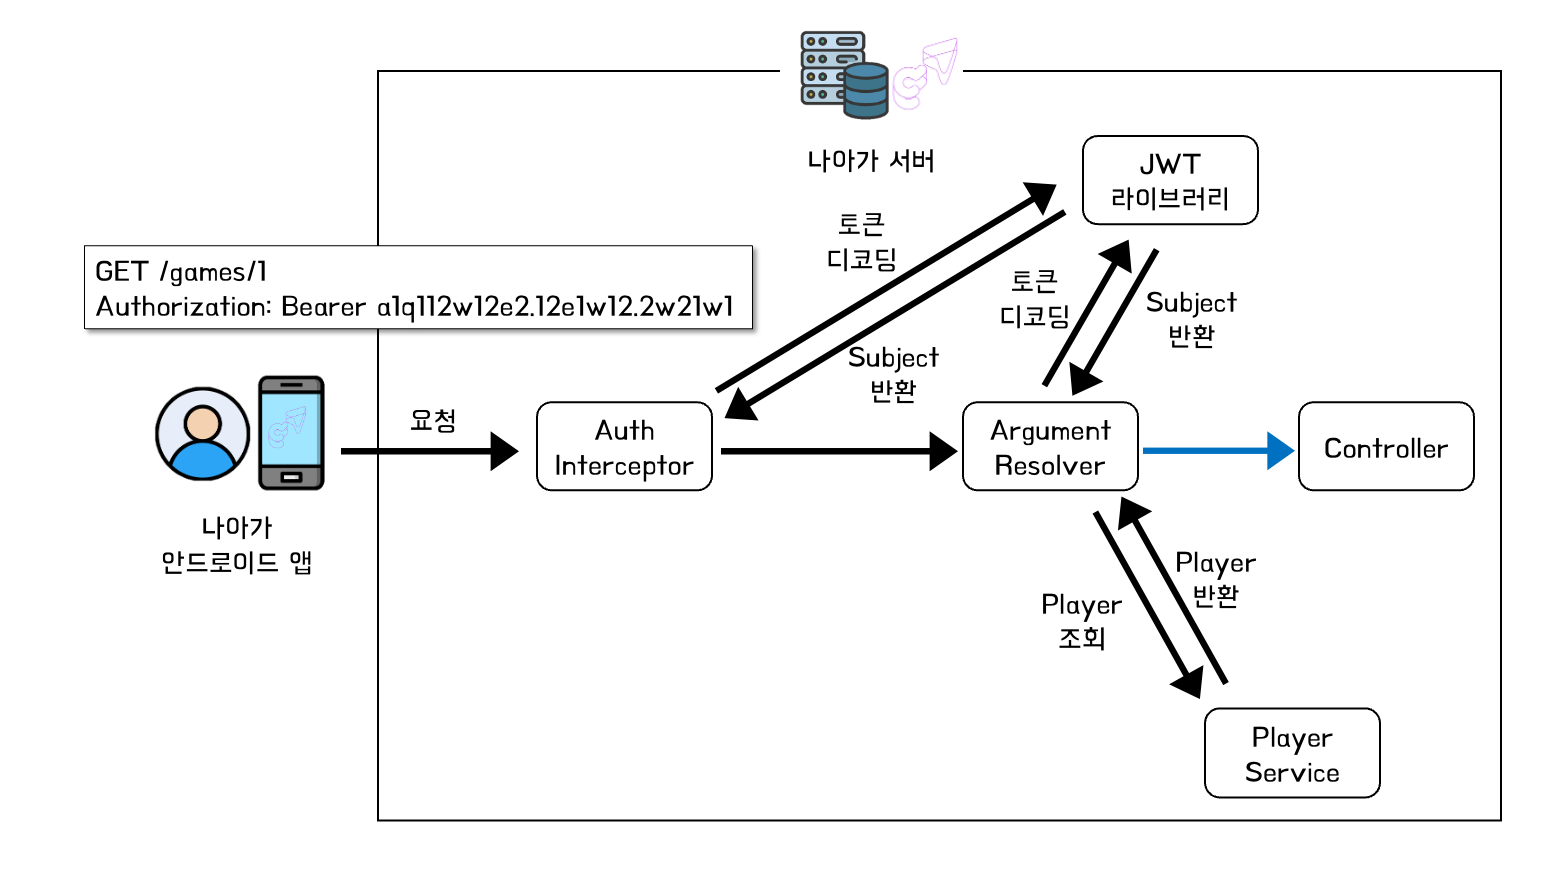 나아가 서버
JWT
라이브러리
토큰
디코딩
GET /games/1
Authorization: Bearer a1q112w12e2.12e1w12.2w21w1
토큰
디코딩
Subject
반환
Subject
반환
요청
Auth
Interceptor
Argument
Resolver
Controller
나아가
안드로이드 앱
Player
반환
Player
조회
Player
Service